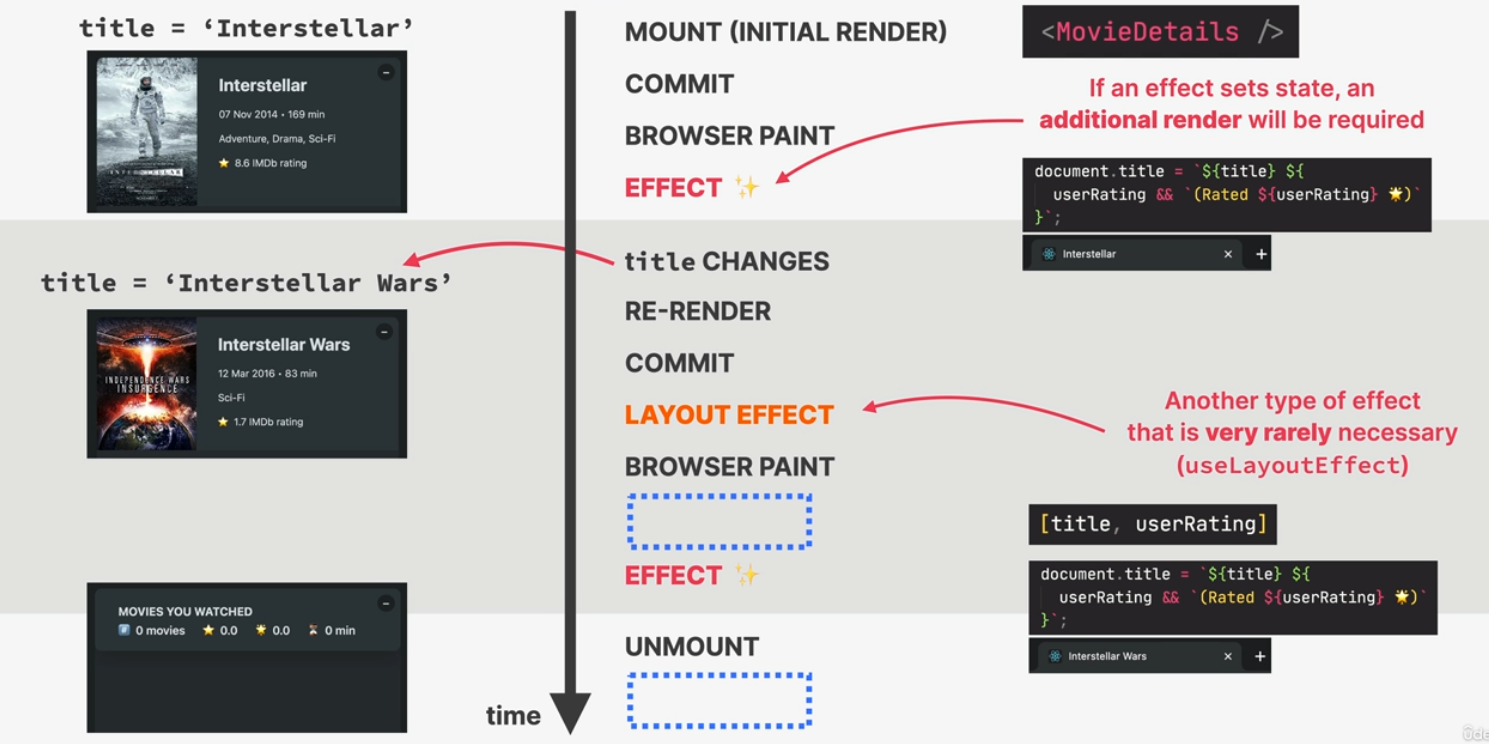 title = ‘Interstellar’
Interstellar
07 Nov 2014 • 169 min
Adventure, Drama, Sci-Fi
⭐ 8.6 IMDb rating
INTERSTELLAR
title = ‘Interstellar Wars’
Interstellar Wars
12 Mar 2016 • 83 min
Sci-Fi
⭐ 1.7 IMDb rating
INDEPENDENCE WARS
INSURGENCE
MOVIES YOU WATCHED
#️⃣ 0 movies ⭐ 0.0 🌟 0.0 ⏳ 0 min
time
MOUNT (INITIAL RENDER)
COMMIT
BROWSER PAINT
EFFECT ✨
title CHANGES
RE-RENDER
COMMIT
LAYOUT EFFECT
BROWSER PAINT
EFFECT ✨
UNMOUNT
<MovieDetails />
If an effect sets state, an
additional render will be required
document.title = `${title} ${
userRating && `(Rated ${userRating} 🌟)`
}`;
Interstellar × +
Another type of effect
that is very rarely necessary
(useLayoutEffect)
[title, userRating]
document.title = `${title} ${
userRating && `(Rated ${userRating} 🌟)`
}`;
Interstellar Wars × +